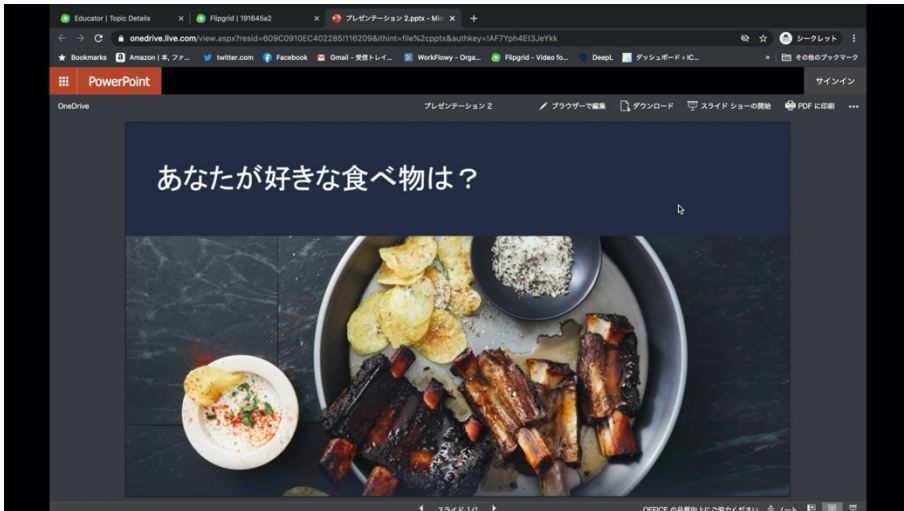 Educator | Topic Details
Flipgrid | 191645a2
プレゼンテーション 2.pptx - Mic
onedrive.live.com/view.aspx?resid=609C0910EC402285!116209&ithint=file%2cpptx&authkey=!AF7Yph4Et3JeYkk
シークレット
Bookmarks
Amazon | 本, ファ...
twitter.com
Facebook
Gmail - 受信トレイ...
WorkFlowy - Orga...
Flipgrid - Video fo...
DeepL
ダッシュボード ‹ IC...
»
その他のブックマーク
PowerPoint
サインイン
OneDrive
プレゼンテーション 2
ブラウザーで編集
ダウンロード
スライド ショーの開始
PDF に印刷
あなたが好きな食べ物は？
スライド 1/1
OFFICE の品質向上にご協力ください
ノート